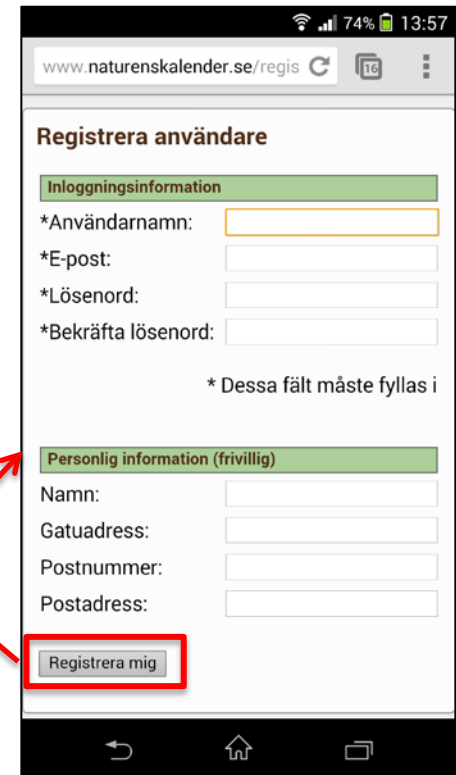 74% 13:57
www.naturenskalender.se/regis 16
Registrera användare
Inloggningsinformation
*Användarnamn:
*E-post:
*Lösenord:
*Bekräfta lösenord:
* Dessa fält måste fyllas i
Personlig information (frivillig)
Namn:
Gatuadress:
Postnummer:
Postadress:
Registrera mig